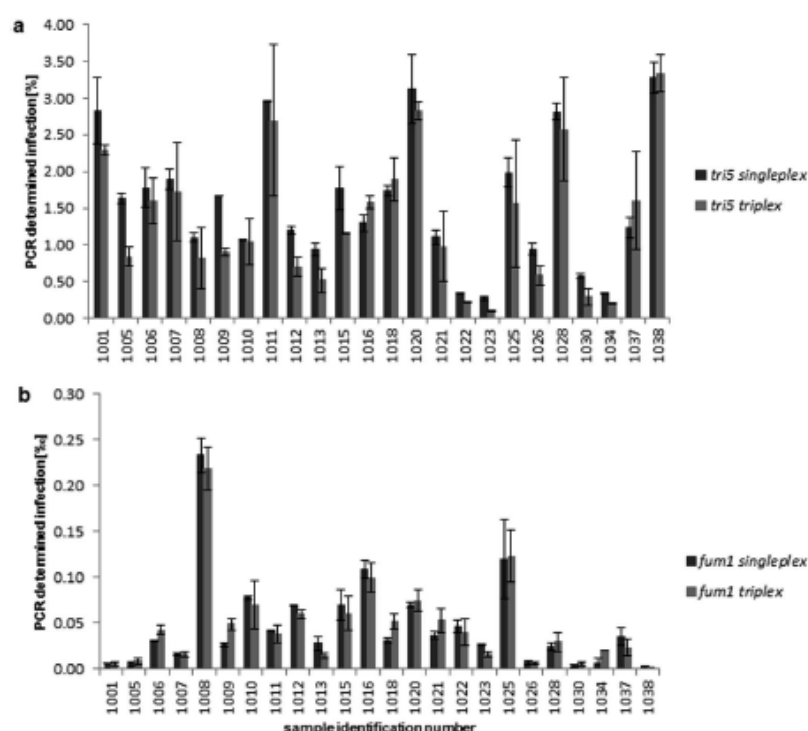 a
PCR determined infection [%]
4.00
3.50
3.00
2.50
2.00
1.50
1.00
0.50
0.00
1001 1005 1006 1007 1008 1009 1010 1011 1012 1013 1015 1016 1018 1020 1021 1022 1023 1025 1026 1028 1030 1034 1037 1038
tri5 singleplex
tri5 triplex
b
PCR determined infection [‰]
0.30
0.25
0.20
0.15
0.10
0.05
0.00
1001 1005 1006 1007 1008 1009 1010 1011 1012 1013 1015 1016 1018 1020 1021 1022 1023 1025 1026 1028 1030 1034 1037 1038
fum1 singleplex
fum1 triplex
sample identification number